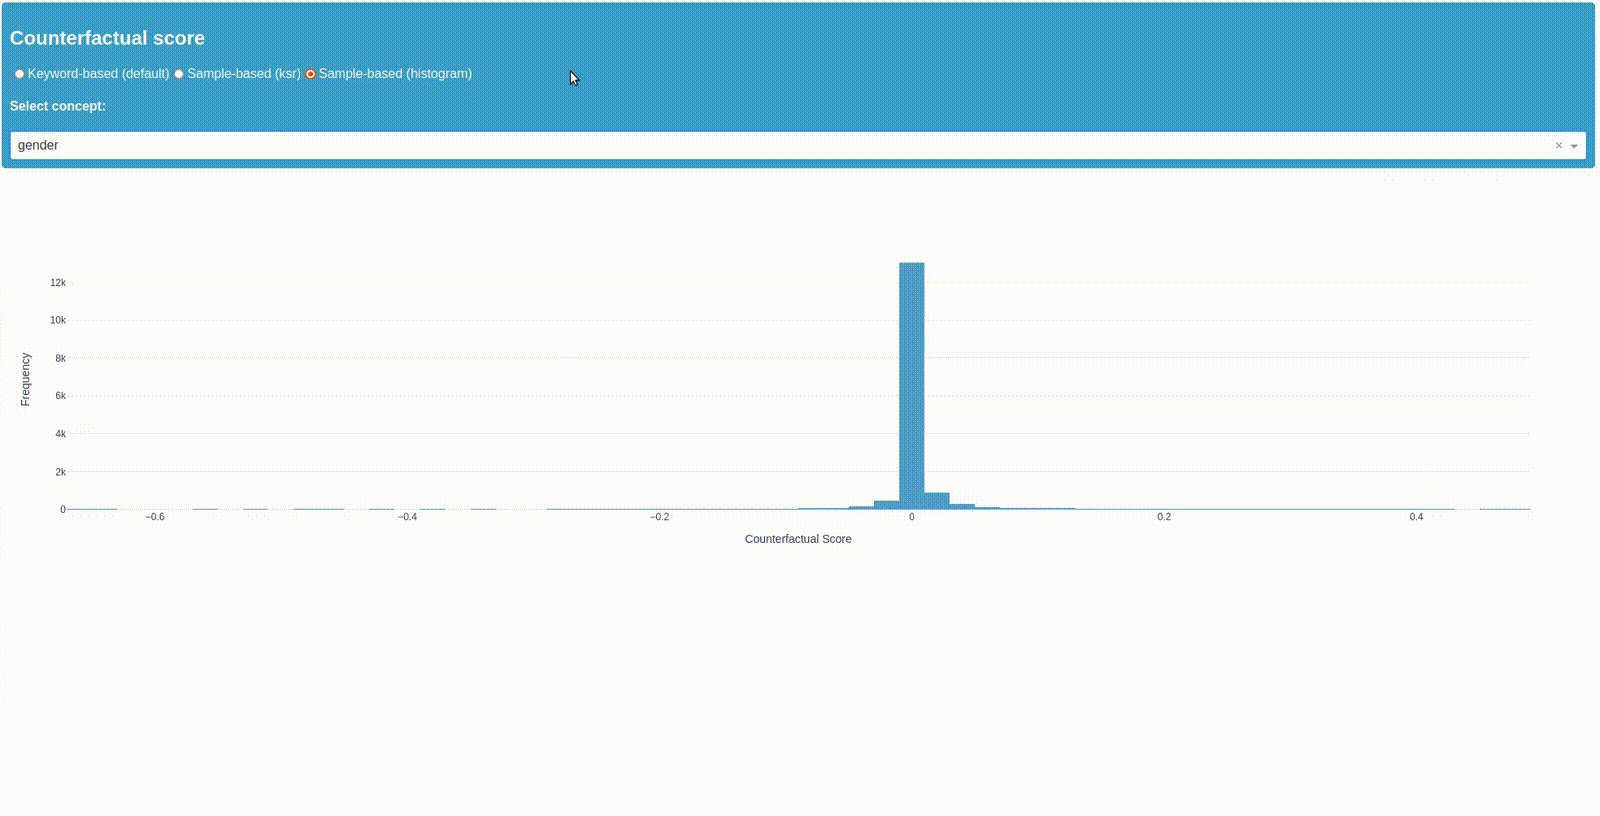 Counterfactual score
Keyword-based (default) Sample-based (ksr) Sample-based (histogram)
Select concept:
gender
12k
10k
8k
6k
4k
2k
0
Frequency
−0.6 −0.4 −0.2 0 0.2 0.4
Counterfactual Score